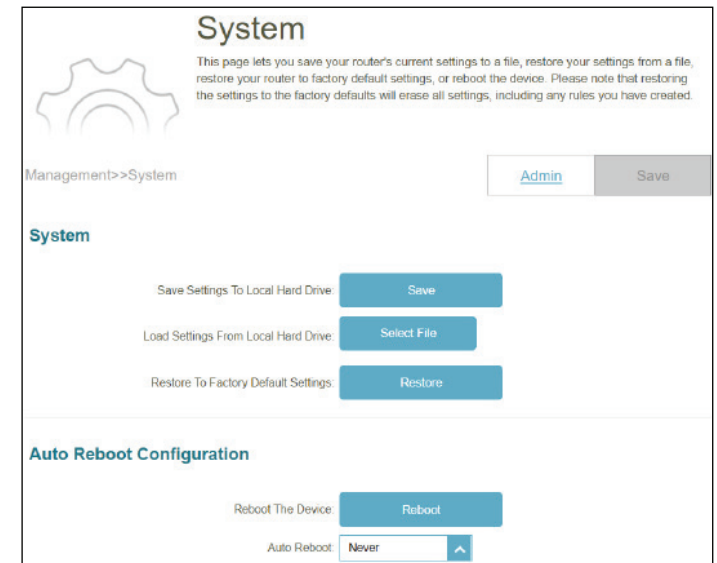 System
This page lets you save your router's current settings to a file, restore your settings from a file,
restore your router to factory default settings, or reboot the device. Please note that restoring
the settings to the factory defaults will erase all settings, including any rules you have created.
Management>>System
Admin
Save
System
Save Settings To Local Hard Drive: Save
Load Settings From Local Hard Drive: Select File
Restore To Factory Default Settings: Restore
Auto Reboot Configuration
Reboot The Device: Reboot
Auto Reboot: Never